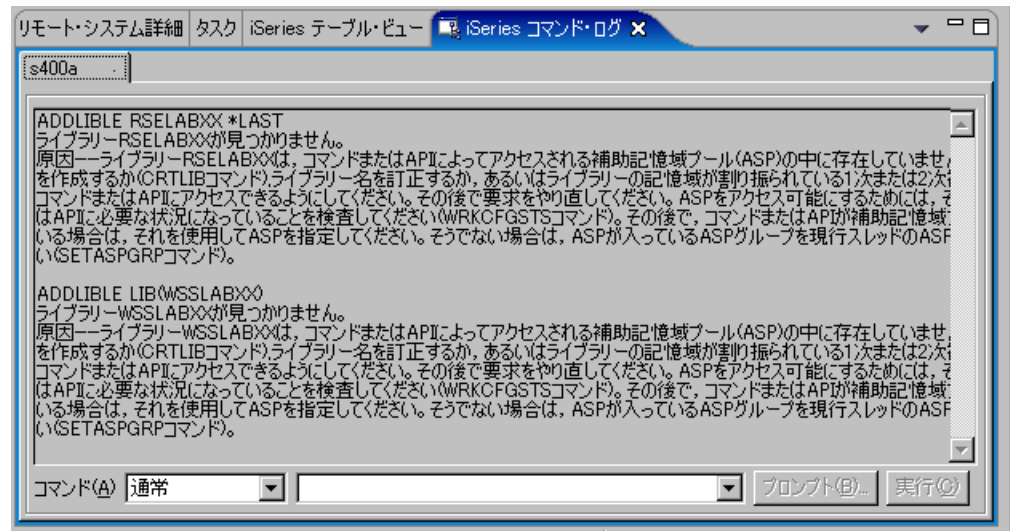 リモート・システム詳細 タスク iSeries テーブル・ビュー iSeries コマンド・ログ
s400a
ADDLIBLE RSELABXX *LAST
ライブラリーRSELABXXが見つかりません。
原因--ライブラリーRSELABXXは, コマンドまたはAPIによってアクセスされる補助記憶域プール(ASP)の中に存在していませ
を作成するか(CRTLIBコマンド),ライブラリー名を訂正するか, あるいはライブラリーの記憶域が割り振られている1次または2次
コマンドまたはAPIにアクセスできるようにしてください。その後で要求をやり直してください。ASPをアクセス可能にするためには,
はAPIに必要な状況になっていることを検査してください(WRKCFGSTSコマンド)。その後で, コマンドまたはAPIが補助記憶域
いる場合は, それを使用してASPを指定してください。そうでない場合は, ASPが入っているASPグループを現行スレッドのASP
い(SETASPGRPコマンド)。
ADDLIBLE LIB(WSSLABXX)
ライブラリーWSSLABXXが見つかりません。
原因--ライブラリーWSSLABXXは, コマンドまたはAPIによってアクセスされる補助記憶域プール(ASP)の中に存在していませ
を作成するか(CRTLIBコマンド),ライブラリー名を訂正するか, あるいはライブラリーの記憶域が割り振られている1次または2次
コマンドまたはAPIにアクセスできるようにしてください。その後で要求をやり直してください。ASPをアクセス可能にするためには,
はAPIに必要な状況になっていることを検査してください(WRKCFGSTSコマンド)。その後で, コマンドまたはAPIが補助記憶域
いる場合は, それを使用してASPを指定してください。そうでない場合は, ASPが入っているASPグループを現行スレッドのASP
い(SETASPGRPコマンド)。
コマンド(A) 通常 プロンプト(B)... 実行(C)